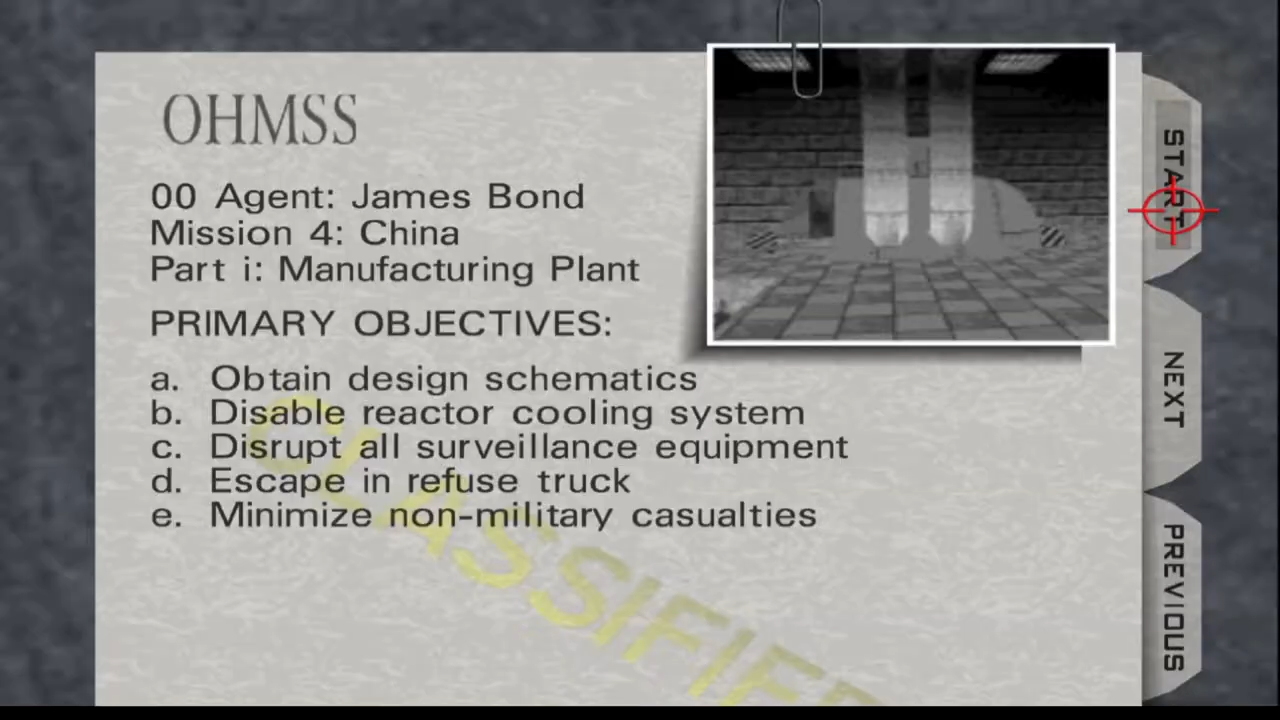 OHMSS
00 Agent: James Bond
Mission 4: China
Part i: Manufacturing Plant
PRIMARY OBJECTIVES:
a. Obtain design schematics
b. Disable reactor cooling system
c. Disrupt all surveillance equipment
d. Escape in refuse truck
e. Minimize non-military casualties
CLASSIFIE
START
NEXT
PREVIOUS